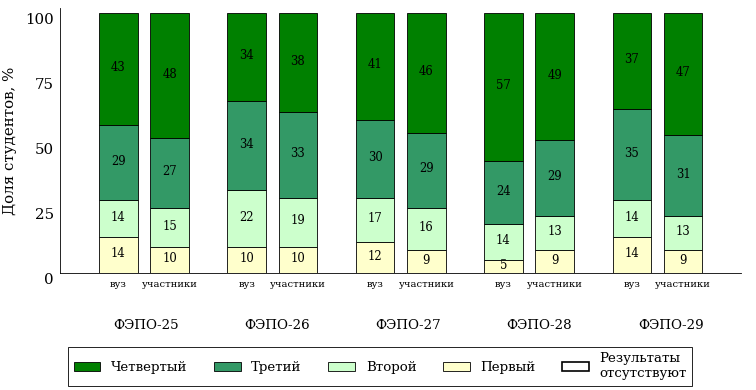 Доля студентов, %
100
75
50
25
0
43 48 34 38 41 46 57 49 37 47
29 27 34 33 30 29 24 29 35 31
14 15 22 19 17 16 14 13 14 13
14 10 10 10 12 9 5 9 14 9
вуз участники вуз участники вуз участники вуз участники вуз участники
ФЭПО-25 ФЭПО-26 ФЭПО-27 ФЭПО-28 ФЭПО-29
Четвертый Третий Второй Первый Результаты
отсутствуют